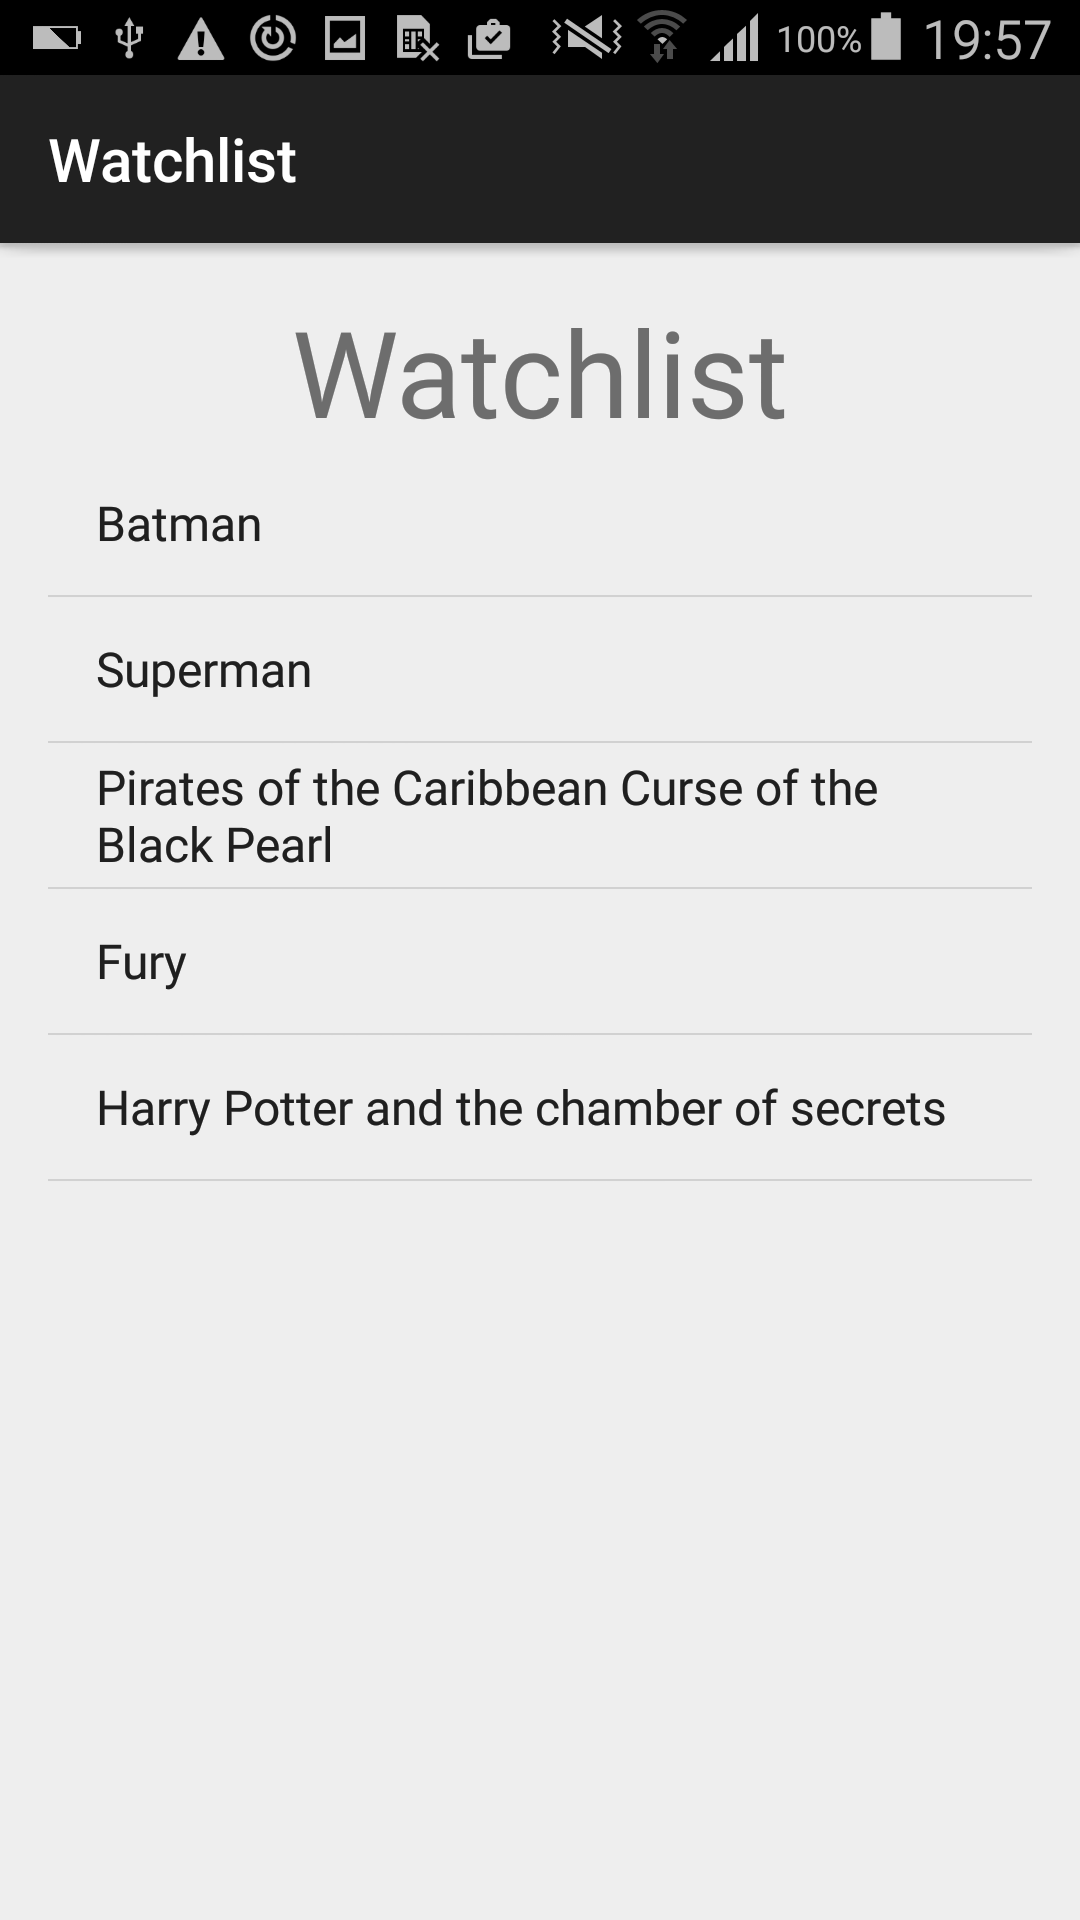 100% 19:57
Watchlist
Watchlist
Batman
Superman
Pirates of the Caribbean Curse of the
Black Pearl
Fury
Harry Potter and the chamber of secrets